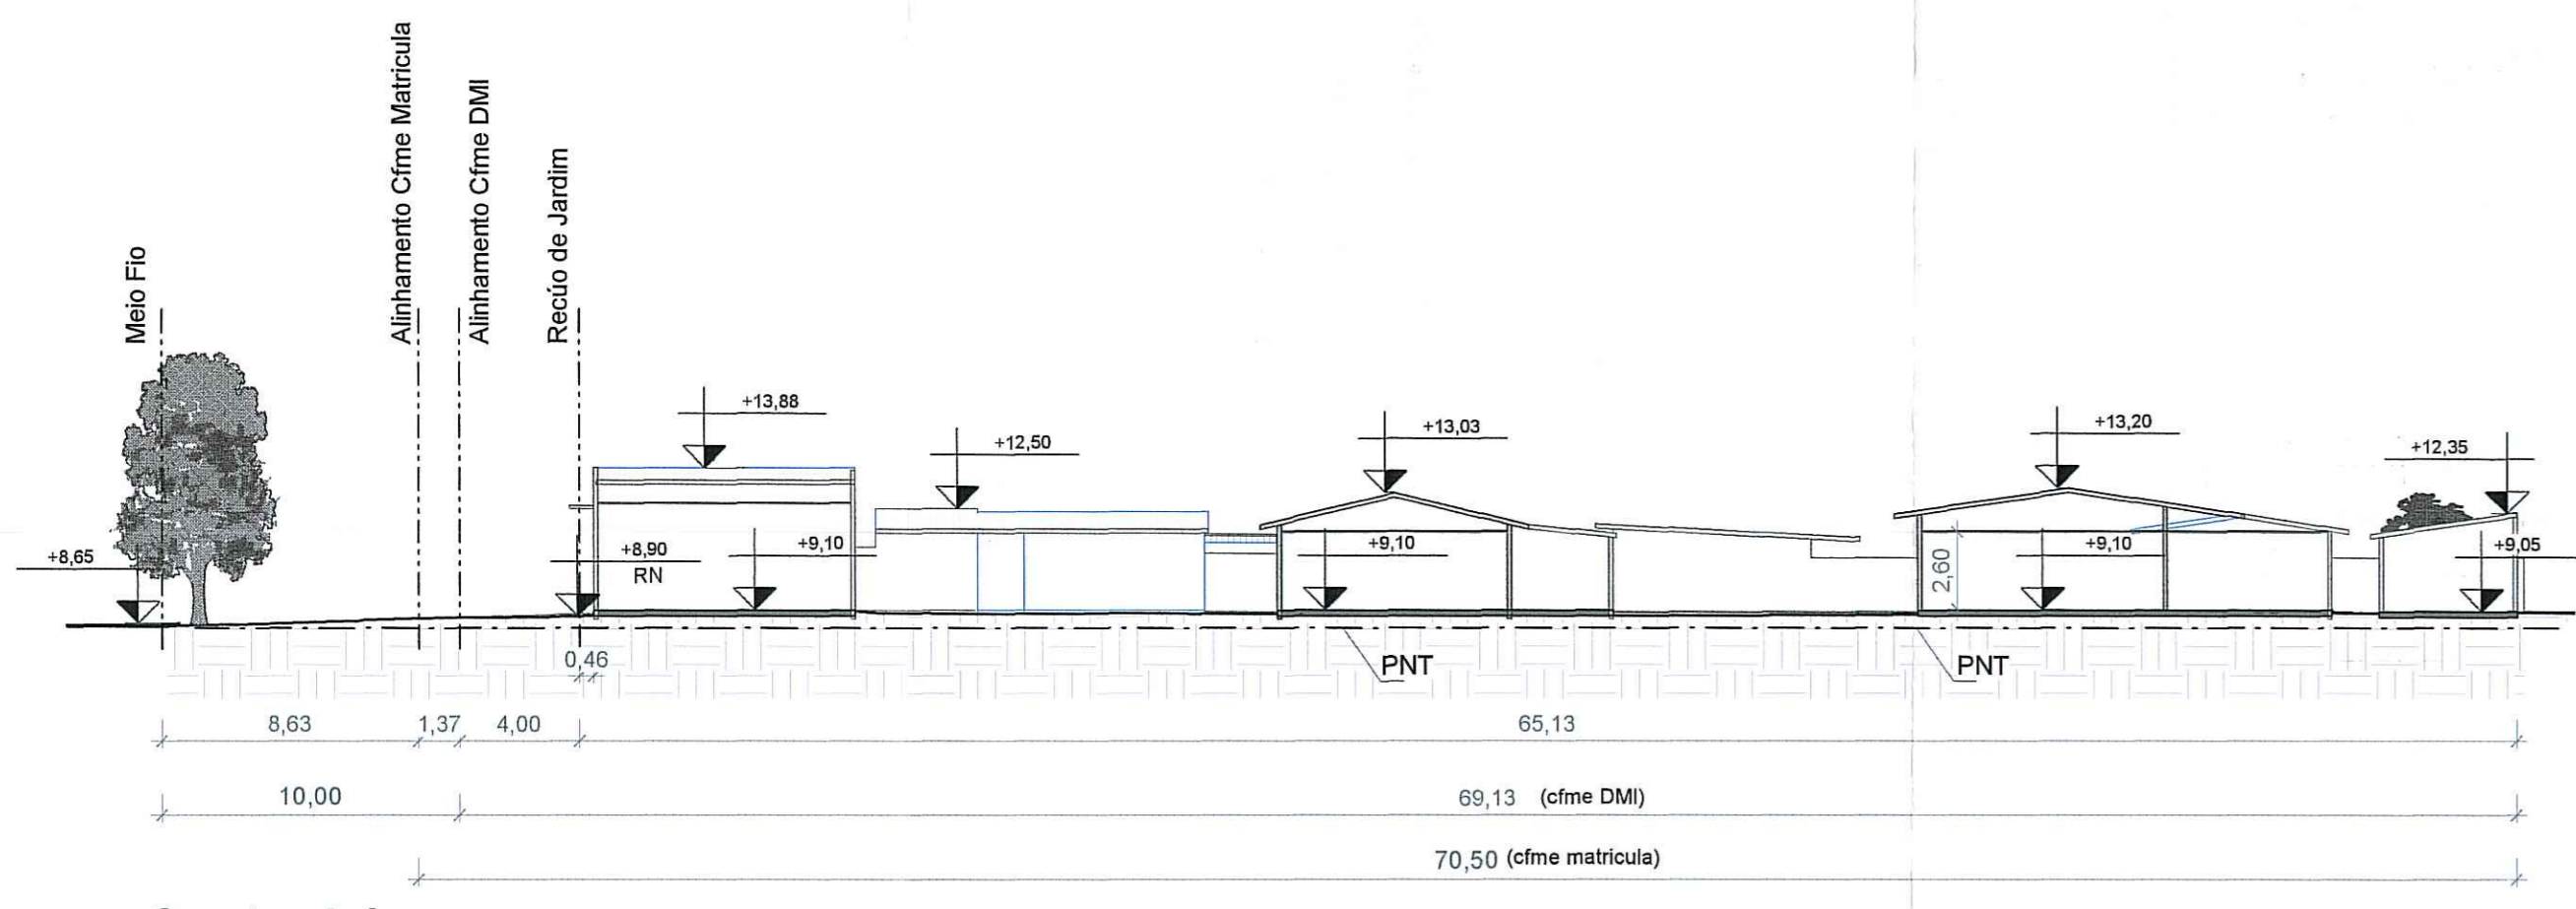 Meio Fio
Alinhamento Cfme Matricula
Alinhamento Cfme DMI
Recúo de Jardim
+13,88
+12,50
+13,03
+13,20
+12,35
+8,65
+8,90
RN
+9,10
+9,10
2,60
+9,10
+9,05
0,46
PNT
PNT
8,63
1,37
4,00
65,13
10,00
69,13 (cfme DMI)
70,50 (cfme matricula)